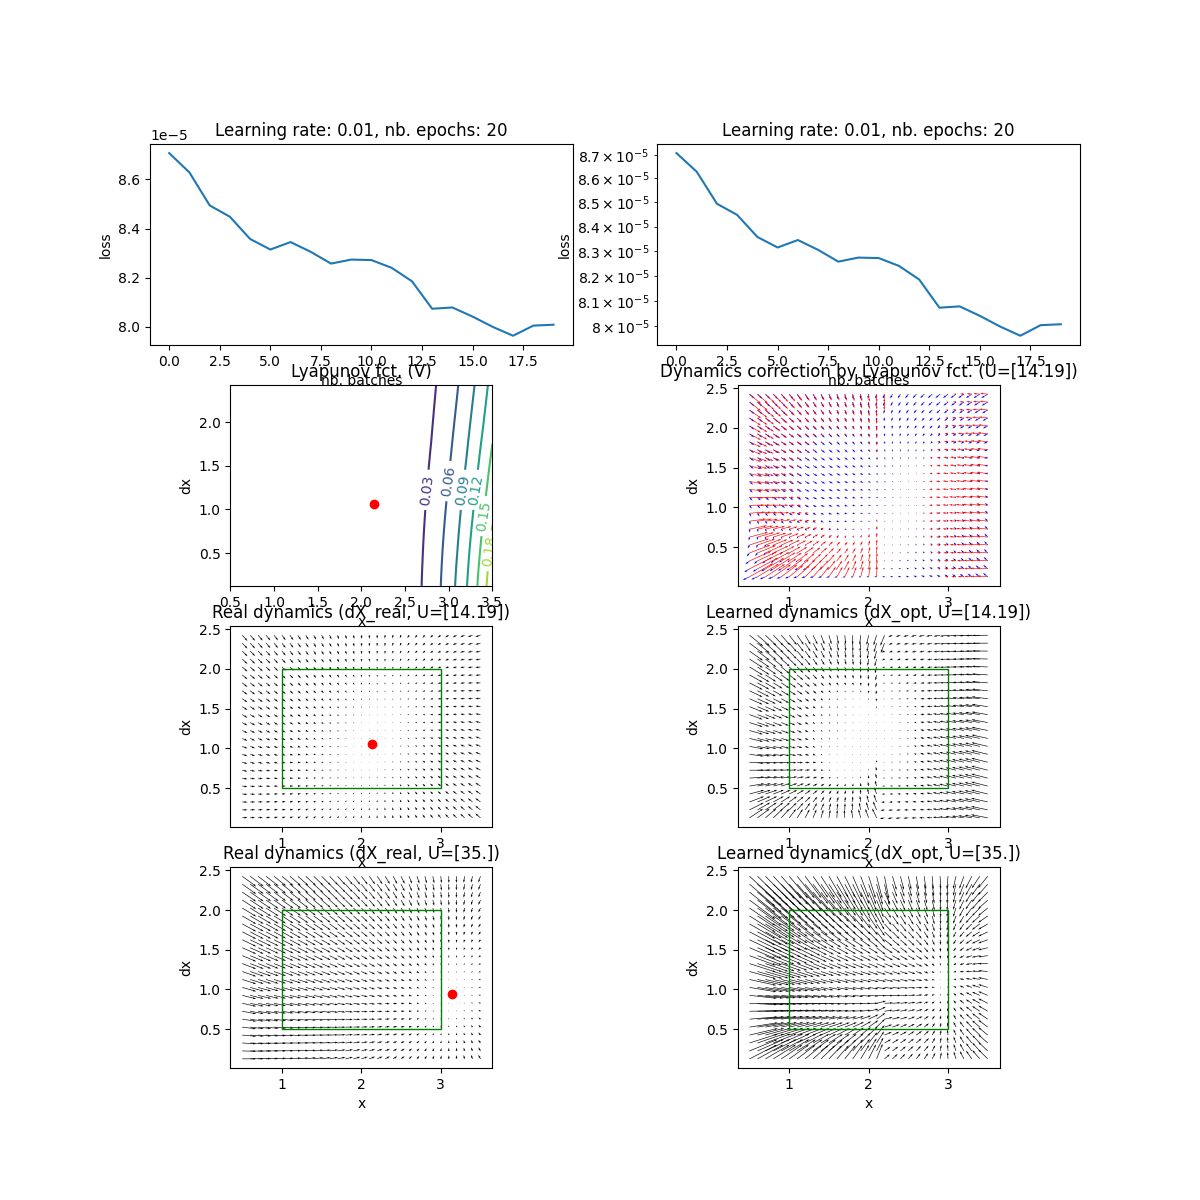 Learning rate: 0.01, nb. epochs: 20
1e−5
loss
8.6
8.4
8.2
8.0
0.0 2.5 5.0 7.5 10.0 12.5 15.0 17.5
nb. batches
Learning rate: 0.01, nb. epochs: 20
loss
8.7 × 10⁻⁵
8.6 × 10⁻⁵
8.5 × 10⁻⁵
8.4 × 10⁻⁵
8.3 × 10⁻⁵
8.2 × 10⁻⁵
8.1 × 10⁻⁵
8 × 10⁻⁵
0.0 2.5 5.0 7.5 10.0 12.5 15.0 17.5
nb. batches
Lyapunov fct. (V)
dx
2.0
1.5
1.0
0.5
0.03
0.06
0.09
0.12
0.15
0.18
0.5 1.0 1.5 2.0 2.5 3.0 3.5
x
Dynamics correction by Lyapunov fct. (U=[14.19])
dx
2.5
2.0
1.5
1.0
0.5
1 2 3
Real dynamics (dX_real, U=[14.19])
dx
2.5
2.0
1.5
1.0
0.5
1 2 3
x
Learned dynamics (dX_opt, U=[14.19])
dx
2.5
2.0
1.5
1.0
0.5
1 2 3
x
Real dynamics (dX_real, U=[35.])
dx
2.5
2.0
1.5
1.0
0.5
1 2 3
x
Learned dynamics (dX_opt, U=[35.])
dx
2.5
2.0
1.5
1.0
0.5
1 2 3
x